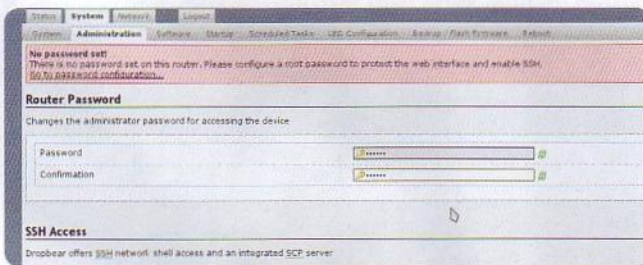 Status System Network Logout
System Administration Software Startup Scheduled Tasks LED Configuration Backup / Flash Firmware Reboot
No password set!
There is no password set on this router. Please configure a root password to protect the web interface and enable SSH.
Go to password configuration...
Router Password
Changes the administrator password for accessing the device
Password ••••••
Confirmation ••••••
SSH Access
Dropbear offers SSH network shell access and an integrated SCP server